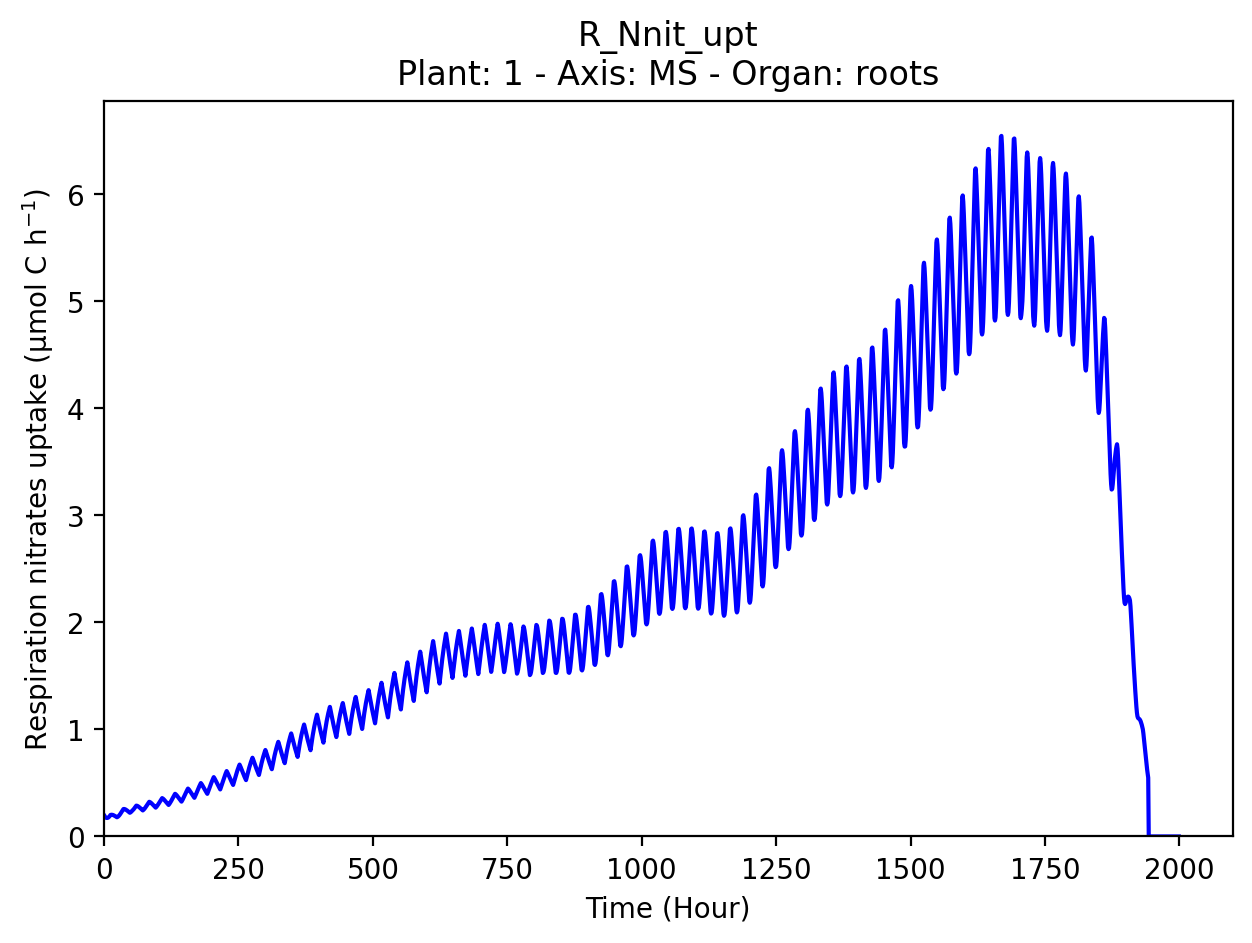 R_Nnit_upt
Plant: 1 - Axis: MS - Organ: roots
Respiration nitrates uptake (µmol C h⁻¹)
6
5
4
3
2
1
0
0 250 500 750 1000 1250 1500 1750 2000
Time (Hour)